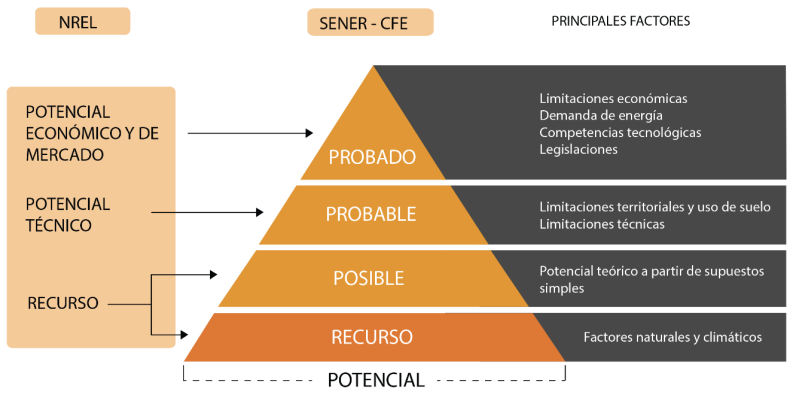 NREL
SENER - CFE
PRINCIPALES FACTORES
POTENCIAL
ECONÓMICO Y DE
MERCADO
PROBADO
Limitaciones económicas
Demanda de energía
Competencias tecnológicas
Legislaciones
POTENCIAL
TÉCNICO
PROBABLE
Limitaciones territoriales y uso de suelo
Limitaciones técnicas
RECURSO
POSIBLE
Potencial teórico a partir de supuestos
simples
RECURSO
Factores naturales y climáticos
POTENCIAL